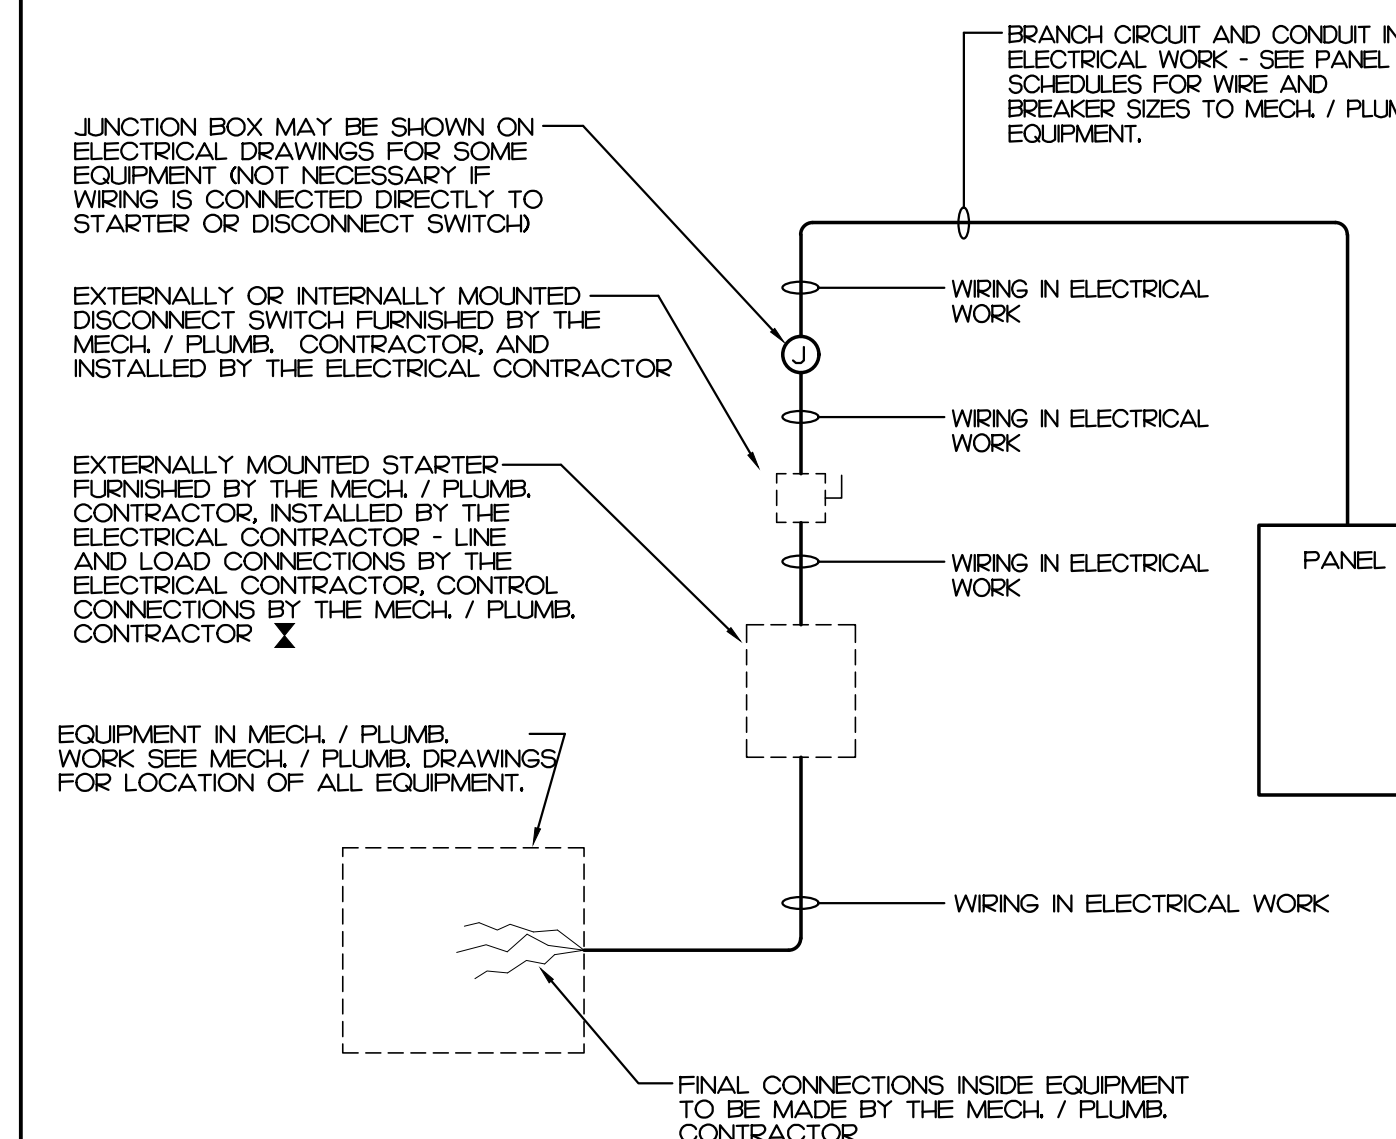 BRANCH CIRCUIT AND CONDUIT IN
ELECTRICAL WORK - SEE PANEL
SCHEDULES FOR WIRE AND
BREAKER SIZES TO MECH. / PLUM
EQUIPMENT.
JUNCTION BOX MAY BE SHOWN ON
ELECTRICAL DRAWINGS FOR SOME
EQUIPMENT (NOT NECESSARY IF
WIRING IS CONNECTED DIRECTLY TO
STARTER OR DISCONNECT SWITCH)
EXTERNALLY OR INTERNALLY MOUNTED
DISCONNECT SWITCH FURNISHED BY THE
MECH. / PLUMB. CONTRACTOR, AND
INSTALLED BY THE ELECTRICAL CONTRACTOR
WIRING IN ELECTRICAL
WORK
J
WIRING IN ELECTRICAL
WORK
EXTERNALLY MOUNTED STARTER
FURNISHED BY THE MECH. / PLUMB.
CONTRACTOR, INSTALLED BY THE
ELECTRICAL CONTRACTOR - LINE
AND LOAD CONNECTIONS BY THE
ELECTRICAL CONTRACTOR, CONTROL
CONNECTIONS BY THE MECH. / PLUMB.
CONTRACTOR
WIRING IN ELECTRICAL
WORK
PANEL
EQUIPMENT IN MECH. / PLUMB.
WORK SEE MECH. / PLUMB. DRAWINGS
FOR LOCATION OF ALL EQUIPMENT.
WIRING IN ELECTRICAL WORK
FINAL CONNECTIONS INSIDE EQUIPMENT
TO BE MADE BY THE MECH. / PLUMB.
CONTRACTOR